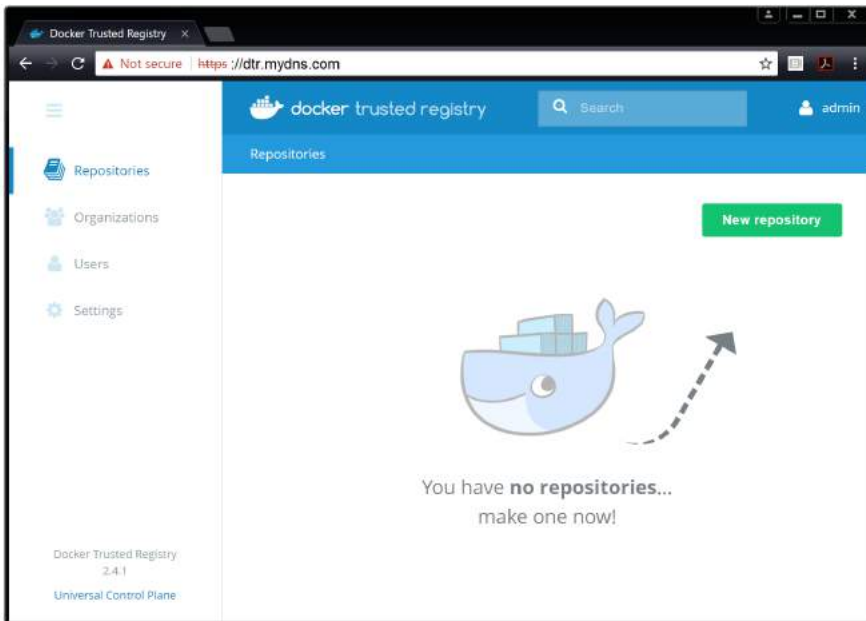 Docker Trusted Registry
Not secure https://dtr.mydns.com
docker trusted registry
Search
admin
Repositories
Repositories
Organizations
Users
Settings
New repository
You have no repositories...
make one now!
Docker Trusted Registry
2.4.1
Universal Control Plane